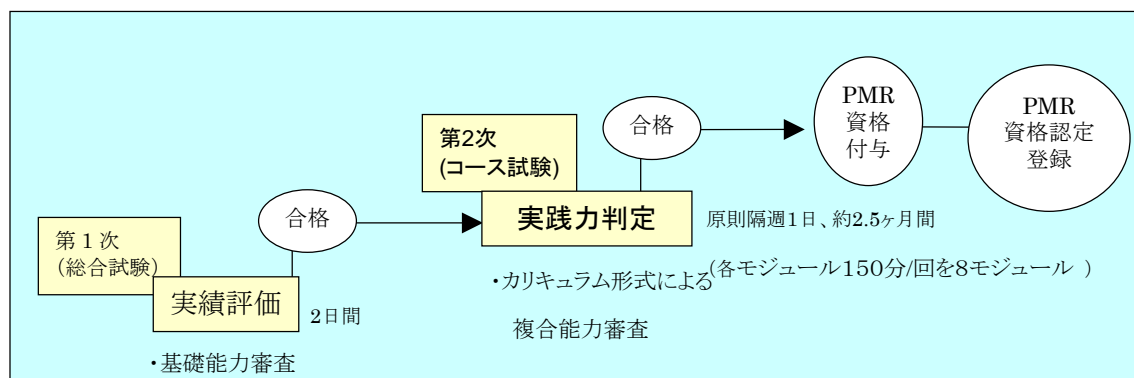 第１次
（総合試験）
実績評価
2日間
・基礎能力審査
合格
第2次
(コース試験)
実践力判定
原則隔週1日、約2.5ヶ月間
・カリキュラム形式による
(各モジュール150分/回を8モジュール )
複合能力審査
合格
PMR
資格
付与
PMR
資格認定
登録